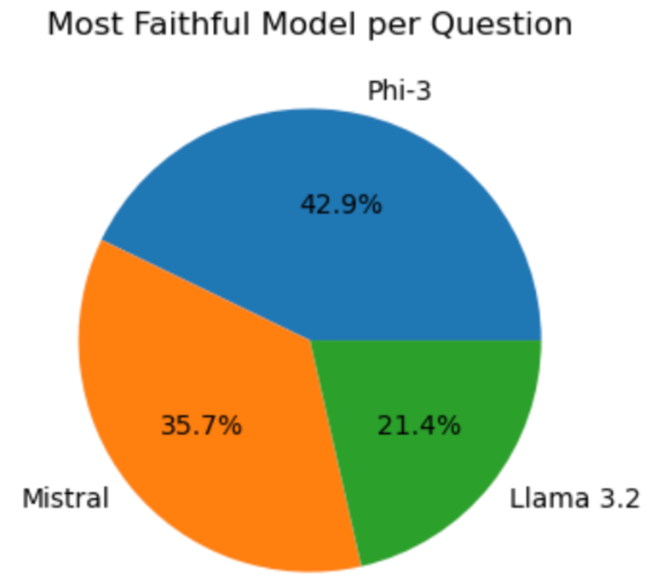 Most Faithful Model per Question
Phi-3
42.9%
35.7%
21.4%
Mistral
Llama 3.2